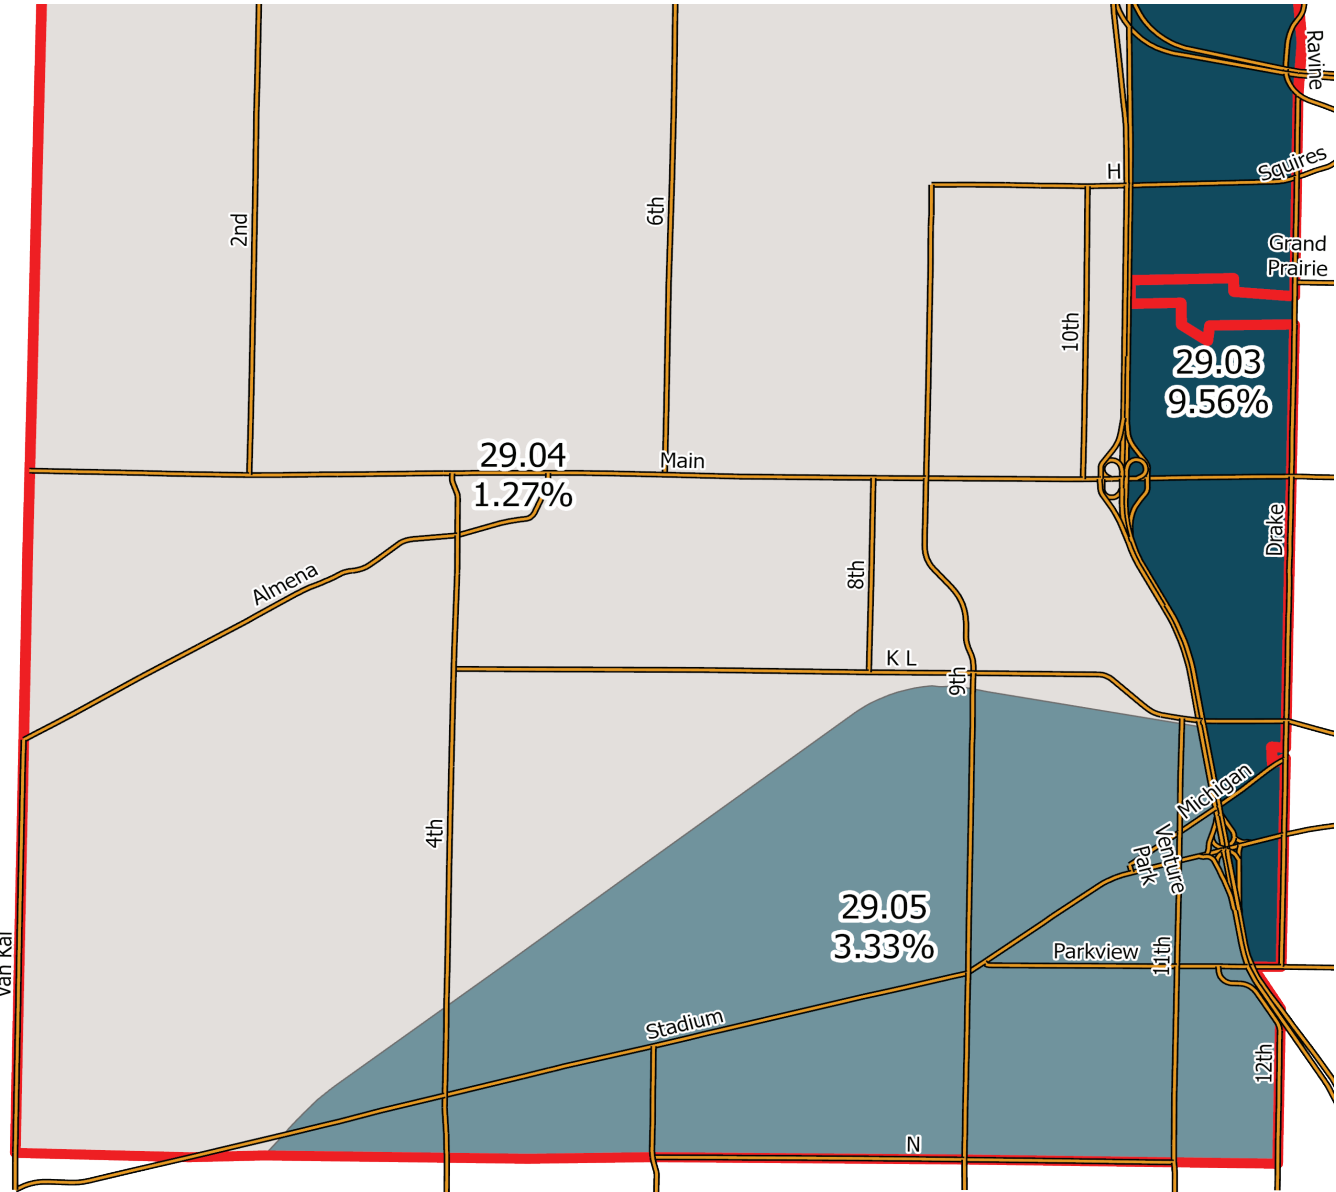 Ravine
Squires
H
2nd
6th
Grand
Prairie
10th
29.03
9.56%
29.04
1.27%
Main
Drake
Almena
8th
K L
9th
Michigan
4th
Venture
Park
29.05
3.33%
Van Kal
Parkview
11th
Stadium
12th
N